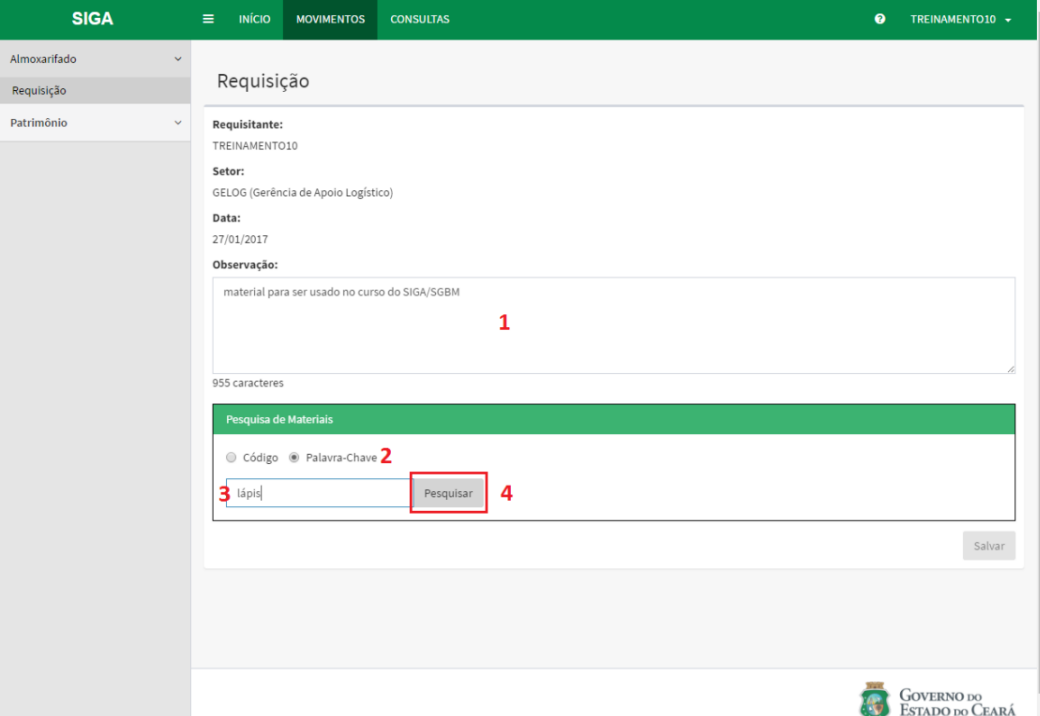 SIGA
INÍCIO MOVIMENTOS CONSULTAS
TREINAMENTO10
Almoxarifado
Requisição
Patrimônio
Requisição
Requisitante:
TREINAMENTO10
Setor:
GELOG (Gerência de Apoio Logístico)
Data:
27/01/2017
Observação:
material para ser usado no curso do SIGA/SGBM
1
955 caracteres
Pesquisa de Materiais
Código Palavra-Chave 2
3 lápis Pesquisar 4
Salvar
GOVERNO DO
ESTADO DO CEARÁ